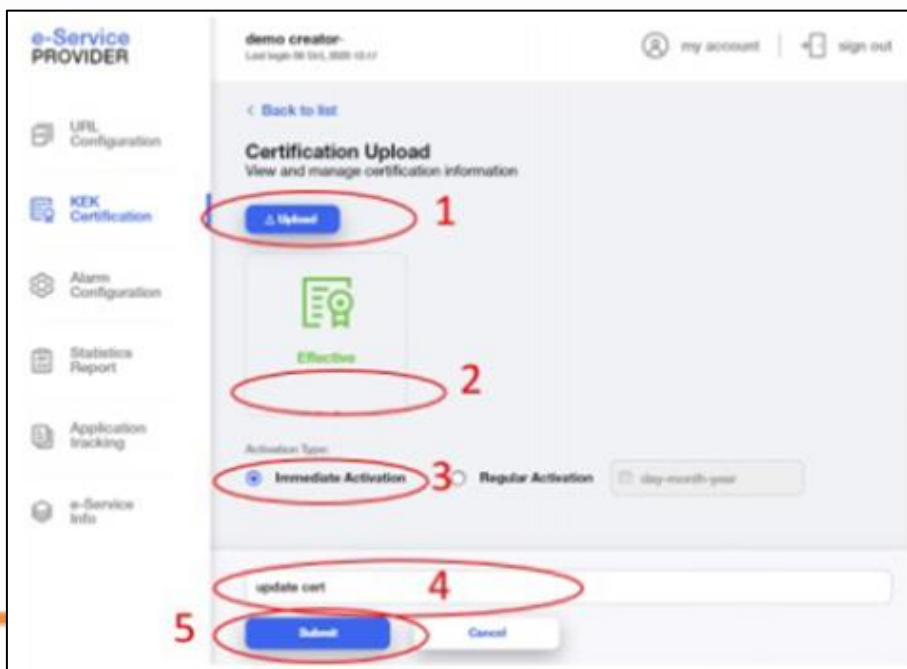 e-Service
PROVIDER
demo creator-
my account
sign out
< Back to list
Certification Upload
View and manage certification information
Upload
1
URL
Configuration
KEK
Certification
Alarm
Configuration
Statistics
Report
Application
tracking
e-Service
Info
Effective
2
Activation Type:
Immediate Activation
3
Regular Activation
day-month-year
update cert
4
5
Submit
Cancel